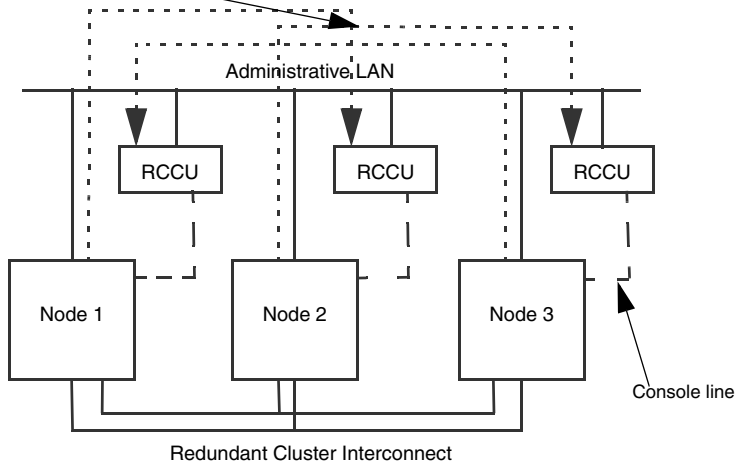 Administrative LAN
RCCU
RCCU
RCCU
Node 1
Node 2
Node 3
Console line
Redundant Cluster Interconnect